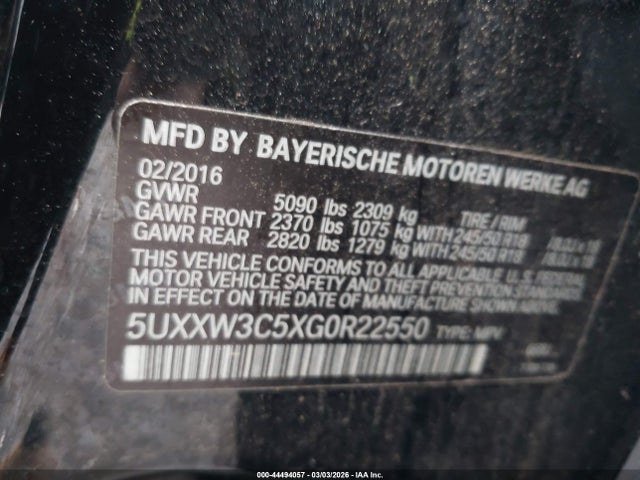 MFD BY BAYERISCHE MOTOREN WERKE AG
02/2016
GVWR 5090 lbs 2309 kg TIRE / RIM
GAWR FRONT 2370 lbs 1075 kg WITH 245/50 R18
GAWR REAR 2820 lbs 1279 kg WITH 245/50 R18
THIS VEHICLE CONFORMS TO ALL APPLICABLE U.S. FEDERAL
MOTOR VEHICLE SAFETY AND THEFT PREVENTION
IN EFFECT ON THE DATE OF MANUFACTURE
5UXXW3C5XG0R22550 TYPE: MPV
000-44494057 - 03/03/2026 - IAA Inc.